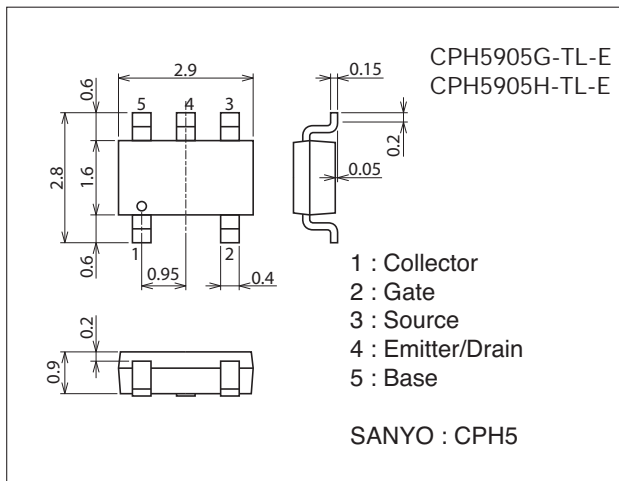 CPH5905G-TL-E
CPH5905H-TL-E
2.9
0.15
0.6
5
4
3
0.2
2.8
1.6
0.05
0.6
1
2
0.95
0.4
1 : Collector
2 : Gate
3 : Source
4 : Emitter/Drain
5 : Base
0.2
0.9
SANYO : CPH5